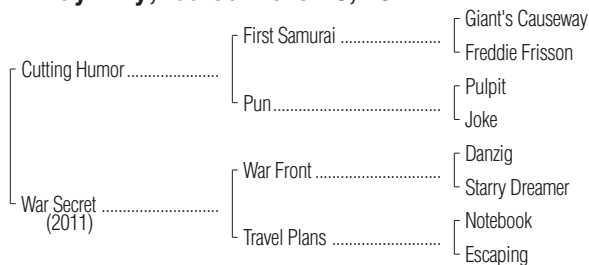 First Samurai
Giant's Causeway
Freddie Frisson
Cutting Humor
Pun
Pulpit
Joke
War Secret
(2011)
War Front
Danzig
Starry Dreamer
Travel Plans
Notebook
Escaping